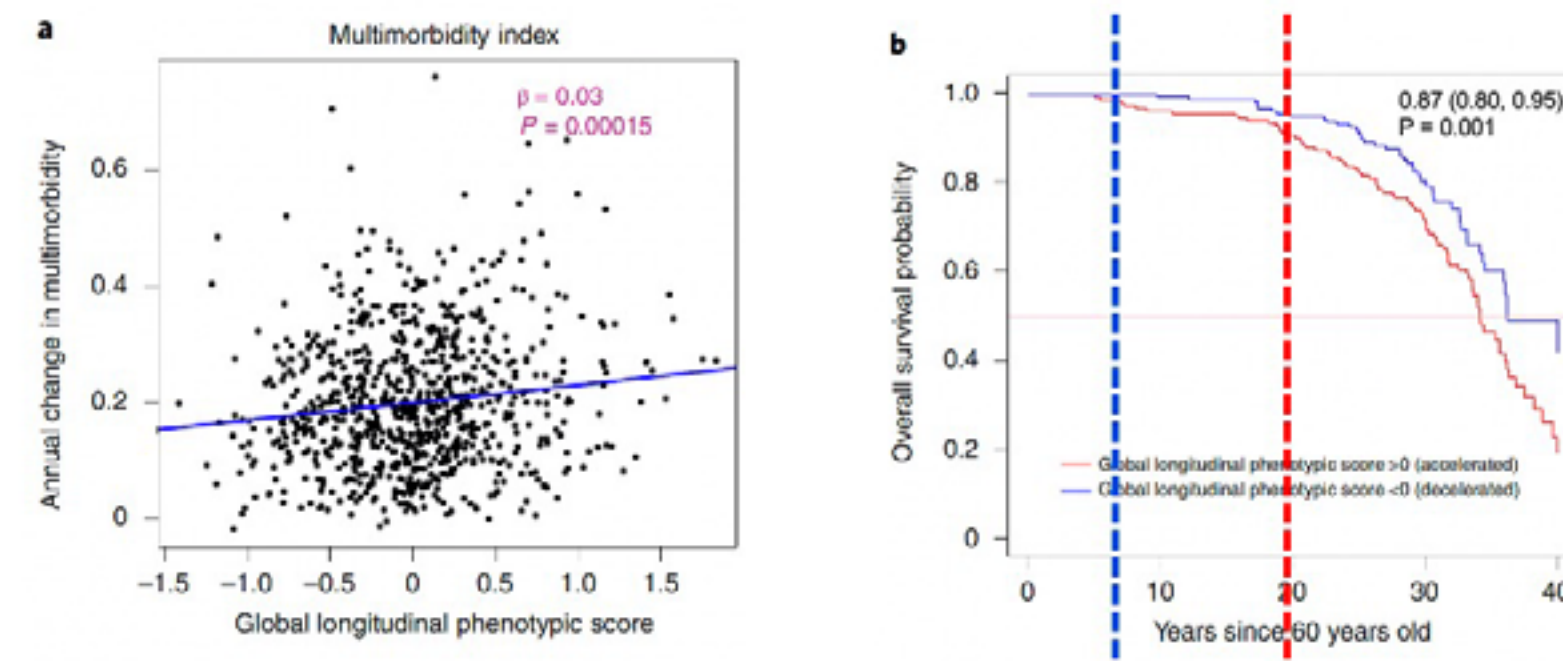 a
Multimorbidity index
β = 0.03
P = 0.00015
Annual change in multimorbidity
0.6
0.4
0.2
0
−1.5 −1.0 −0.5 0 0.5 1.0 1.5
Global longitudinal phenotypic score
b
0.87 (0.80, 0.95)
P = 0.001
Overall survival probability
1.0
0.8
0.6
0.4
0.2
0
Global longitudinal phenotypic score >0 (accelerated)
Global longitudinal phenotypic score <0 (decelerated)
0 10 20 30 40
Years since 60 years old